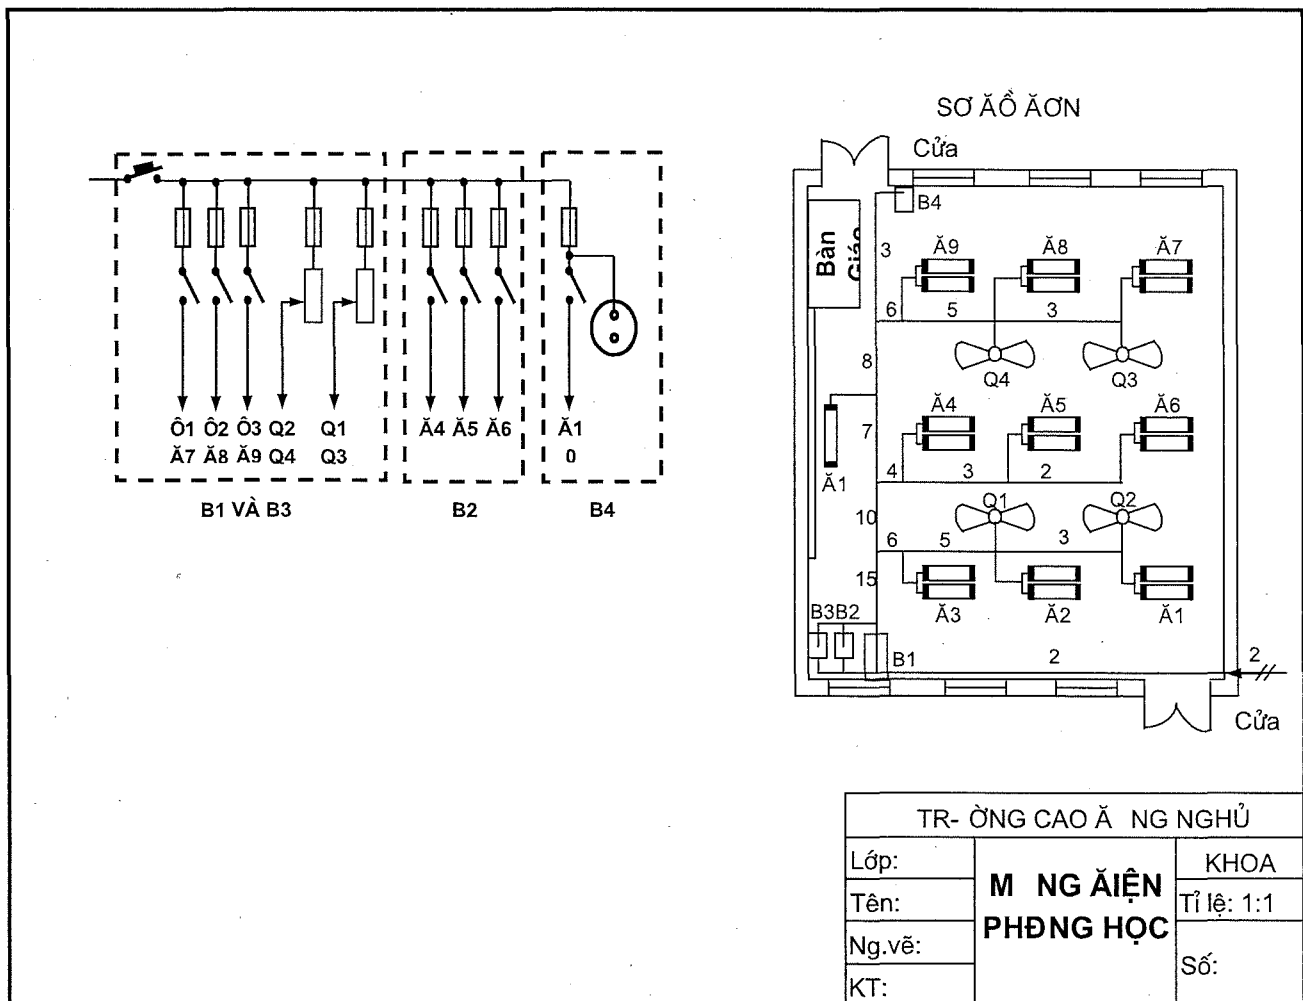 SƠ ĂỒ ĂƠN
Cửa
B4
Bàn
Giáo
3
Ă9
Ă8
Ă7
6
5
3
8
Q4
Q3
Ă4
Ă5
Ă6
7
4
3
2
Ă1
10
Q1
Q2
6
5
3
15
Ă3
Ă2
Ă1
B3B2
B1
2
2
Cửa
Ô1 Ô2 Ô3 Q2 Q1
Ă7 Ă8 Ă9 Q4 Q3
Ă4 Ă5 Ă6
Ă1
0
B1 VÀ B3
B2
B4
TR- ỜNG CAO Ă NG NGHỦ
Lớp:
Tên:
Ng.vẽ:
KT:
M NG ĂIỆN
PHĐNG HỌC
KHOA
Tỉ lệ: 1:1
Số: